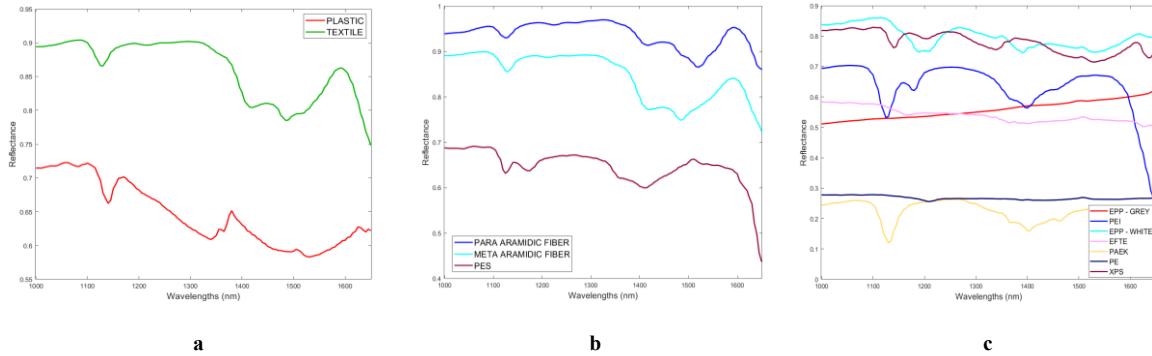 0.95
0.9
0.85
0.8
0.75
0.7
0.65
0.6
0.55
Reflectance
1000 1100 1200 1300 1400 1500 1600
Wavelengths (nm)
PLASTIC
TEXTILE
a
1
0.9
0.8
0.7
0.6
0.5
0.4
Reflectance
1000 1100 1200 1300 1400 1500 1600
Wavelengths (nm)
PARA ARAMIDIC FIBER
META ARAMIDIC FIBER
PES
b
0.9
0.8
0.7
0.6
0.5
0.4
0.3
0.2
0.1
0
Reflectance
1000 1100 1200 1300 1400 1500 1600
Wavelengths (nm)
EPP - GREY
PEI
EPP - WHITE
EFTE
PAEK
PE
XPS
c